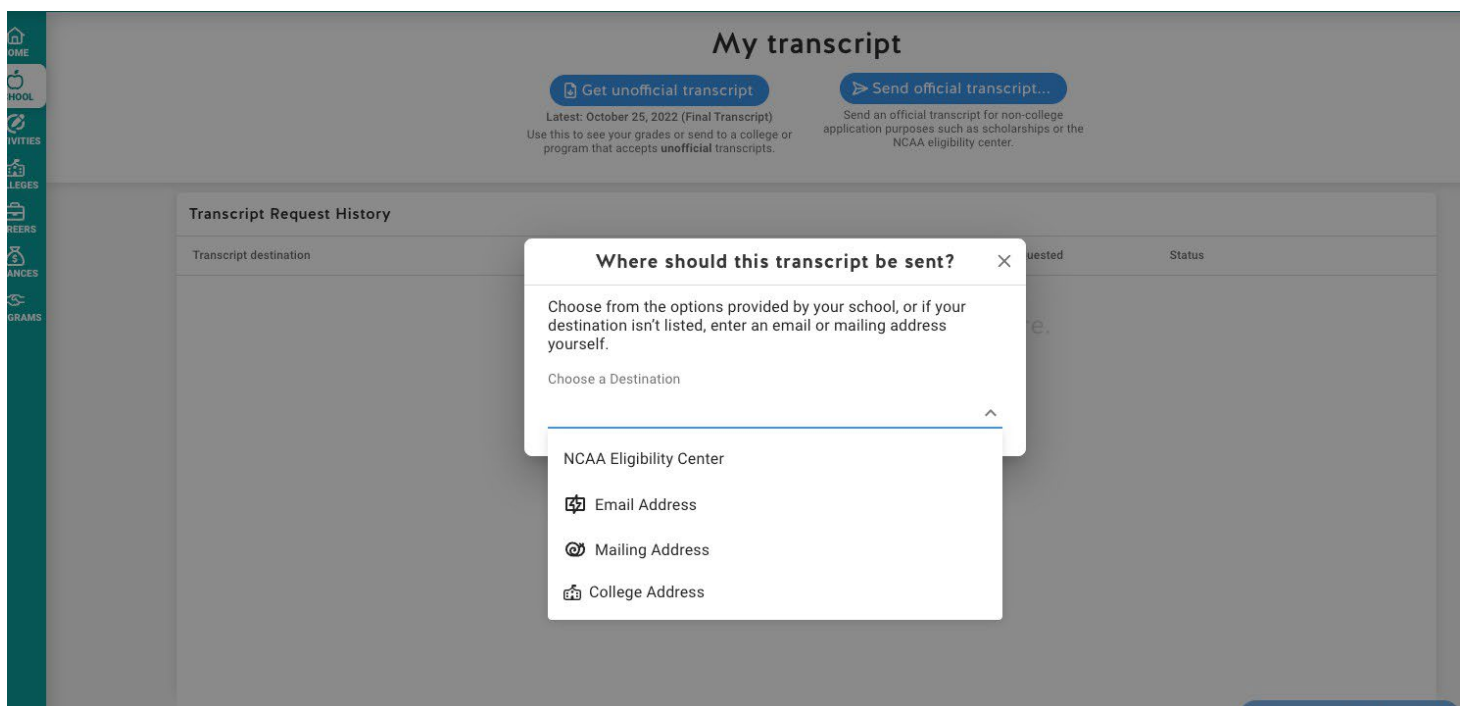 My transcript
Get unofficial transcript
Send official transcript...
Latest: October 25, 2022 (Final Transcript)
Use this to see your grades or send to a college or
program that accepts unofficial transcripts.
Send an official transcript for non-college
application purposes such as scholarships or the
NCAA eligibility center.
OME
HOOL
IVITIES
LLEGES
REERS
ANCES
GRAMS
Transcript Request History
Transcript destination
uested
Status
re.
Where should this transcript be sent?
Choose from the options provided by your school, or if your
destination isn't listed, enter an email or mailing address
yourself.
Choose a Destination
NCAA Eligibility Center
Email Address
Mailing Address
College Address